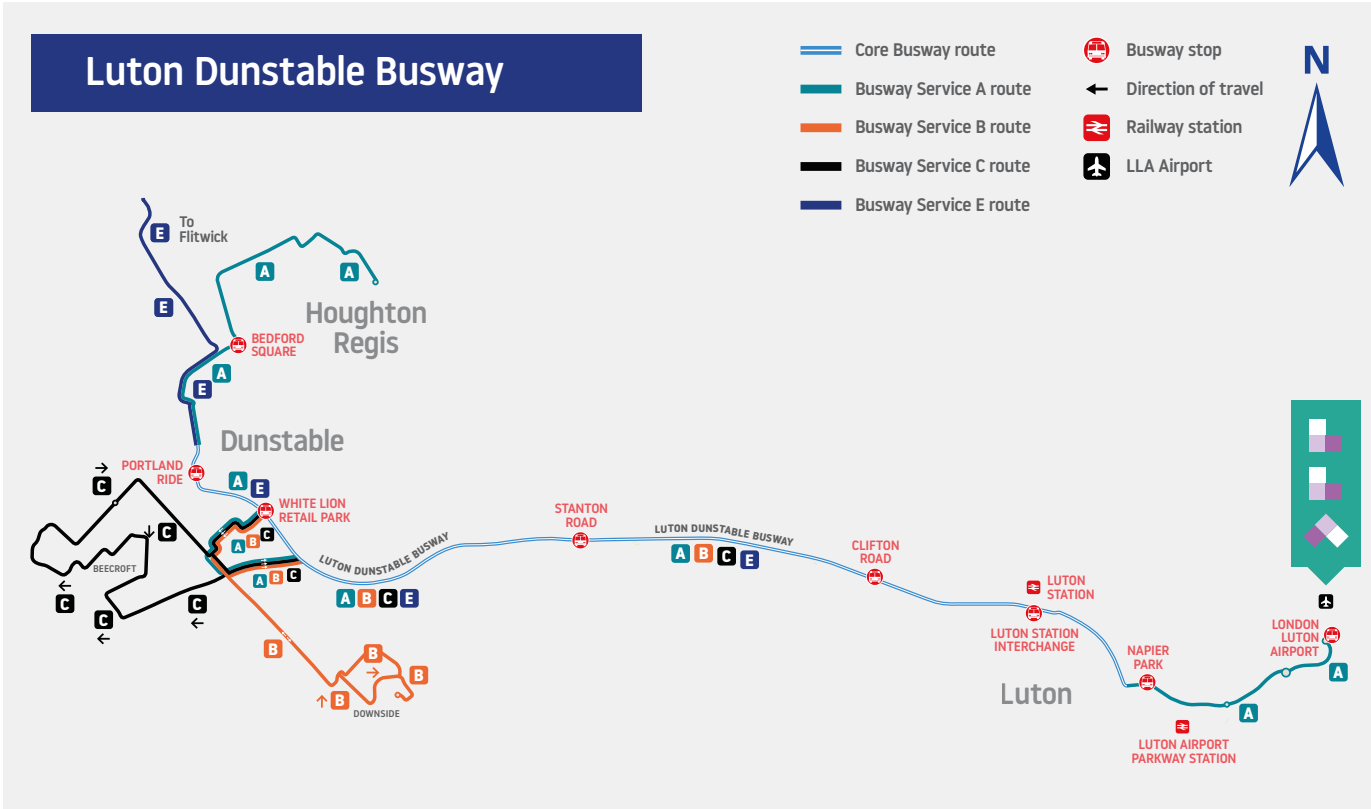 Luton Dunstable Busway
Core Busway route
Busway Service A route
Busway Service B route
Busway Service C route
Busway Service E route
Busway stop
Direction of travel
Railway station
LLA Airport
N
E
To
Flitwick
A
A
E
Houghton
Regis
BEDFORD
SQUARE
A
E
Dunstable
PORTLAND
RIDE
A
E
C
WHITE LION
RETAIL PARK
C
A
B
C
BEECROFT
A
B
C
C
C
C
LUTON DUNSTABLE BUSWAY
A
B
C
E
STANTON
ROAD
LUTON DUNSTABLE BUSWAY
A
B
C
E
CLIFTON
ROAD
LUTON
STATION
LUTON STATION
INTERCHANGE
B
B
B
B
DOWNSIDE
Luton
NAPIER
PARK
LONDON
LUTON
AIRPORT
A
A
LUTON AIRPORT
PARKWAY STATION